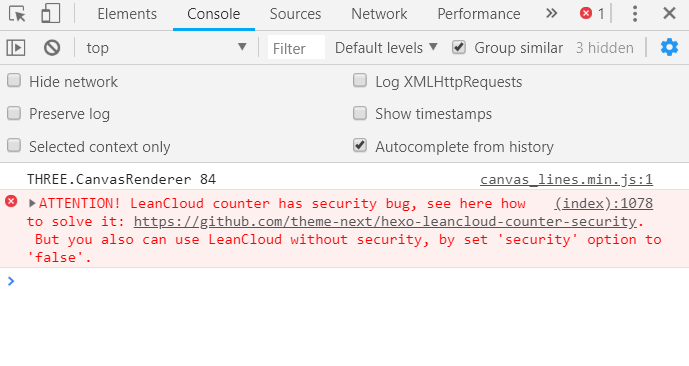 Elements Console Sources Network Performance » 1
top Filter Default levels Group similar 3 hidden
Hide network Log XMLHttpRequests
Preserve log Show timestamps
Selected context only Autocomplete from history
THREE.CanvasRenderer 84 canvas_lines.min.js:1
ATTENTION! LeanCloud counter has security bug, see here how (index):1078
to solve it: https://github.com/theme-next/hexo-leancloud-counter-security.
But you also can use LeanCloud without security, by set 'security' option to
'false'.